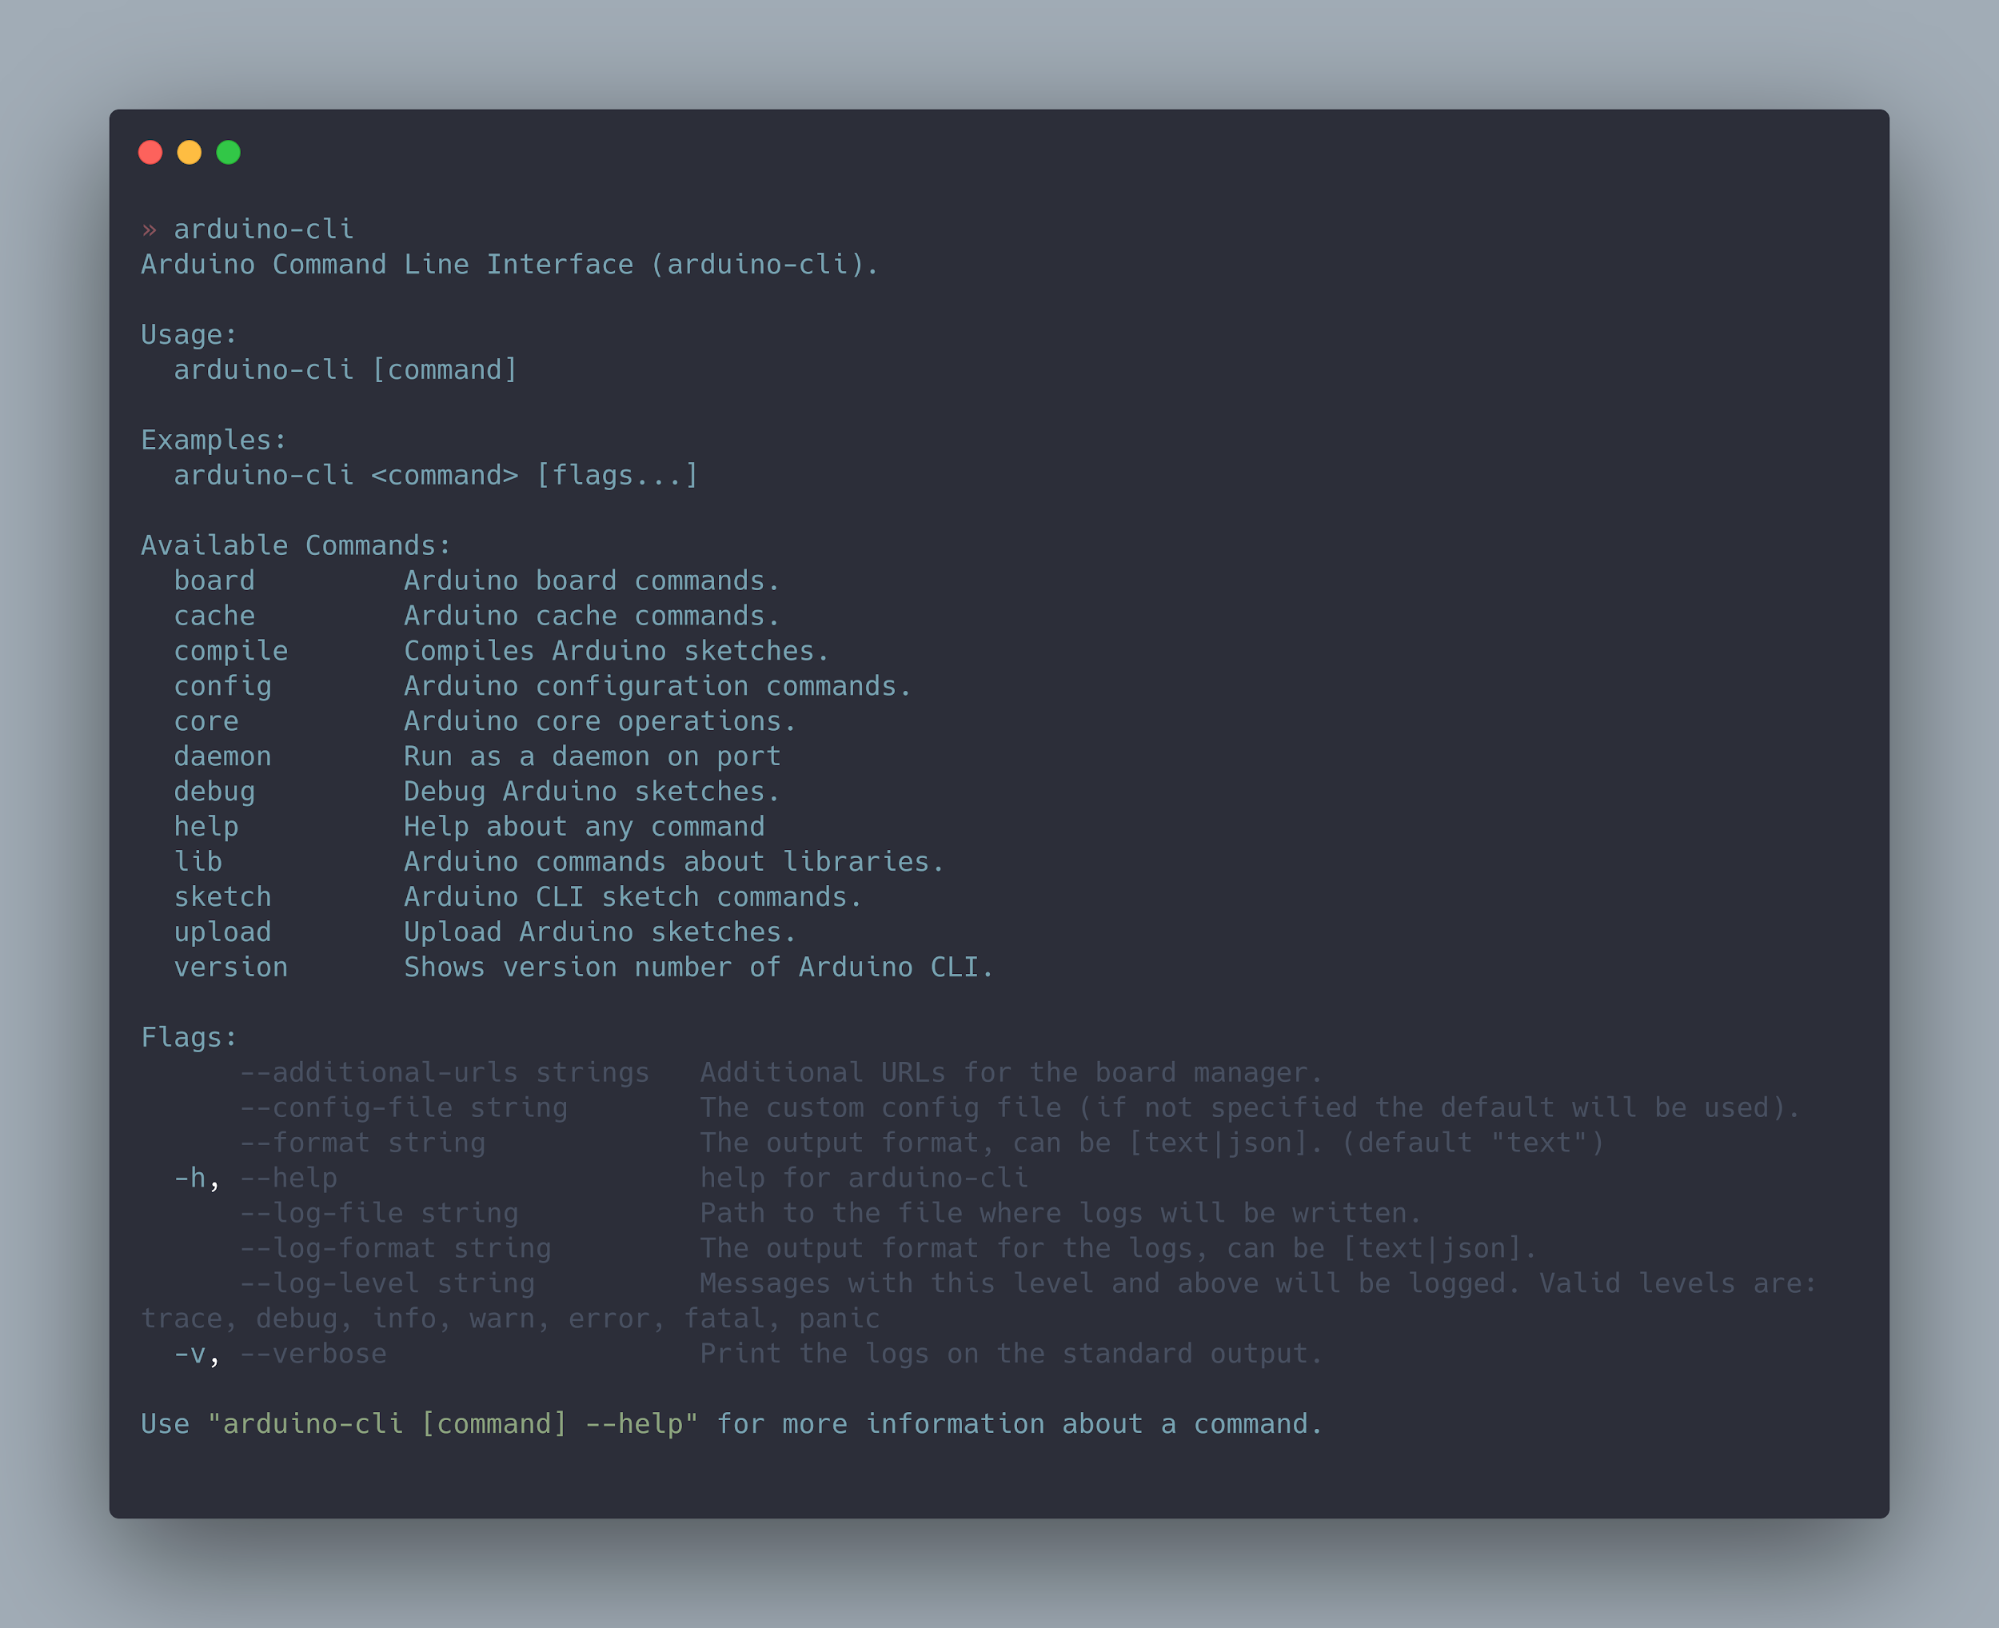 » arduino-cli
Arduino Command Line Interface (arduino-cli).

Usage:
  arduino-cli [command]

Examples:
  arduino-cli <command> [flags...]

Available Commands:
  board         Arduino board commands.
  cache         Arduino cache commands.
  compile       Compiles Arduino sketches.
  config        Arduino configuration commands.
  core          Arduino core operations.
  daemon        Run as a daemon on port
  debug         Debug Arduino sketches.
  help          Help about any command
  lib           Arduino commands about libraries.
  sketch        Arduino CLI sketch commands.
  upload        Upload Arduino sketches.
  version       Shows version number of Arduino CLI.

Flags:
      --additional-urls strings   Additional URLs for the board manager.
      --config-file string        The custom config file (if not specified the default will be used).
      --format string             The output format, can be [text|json]. (default "text")
  -h, --help                      help for arduino-cli
      --log-file string           Path to the file where logs will be written.
      --log-format string         The output format for the logs, can be [text|json].
      --log-level string          Messages with this level and above will be logged. Valid levels are:
trace, debug, info, warn, error, fatal, panic
  -v, --verbose                   Print the logs on the standard output.

Use "arduino-cli [command] --help" for more information about a command.